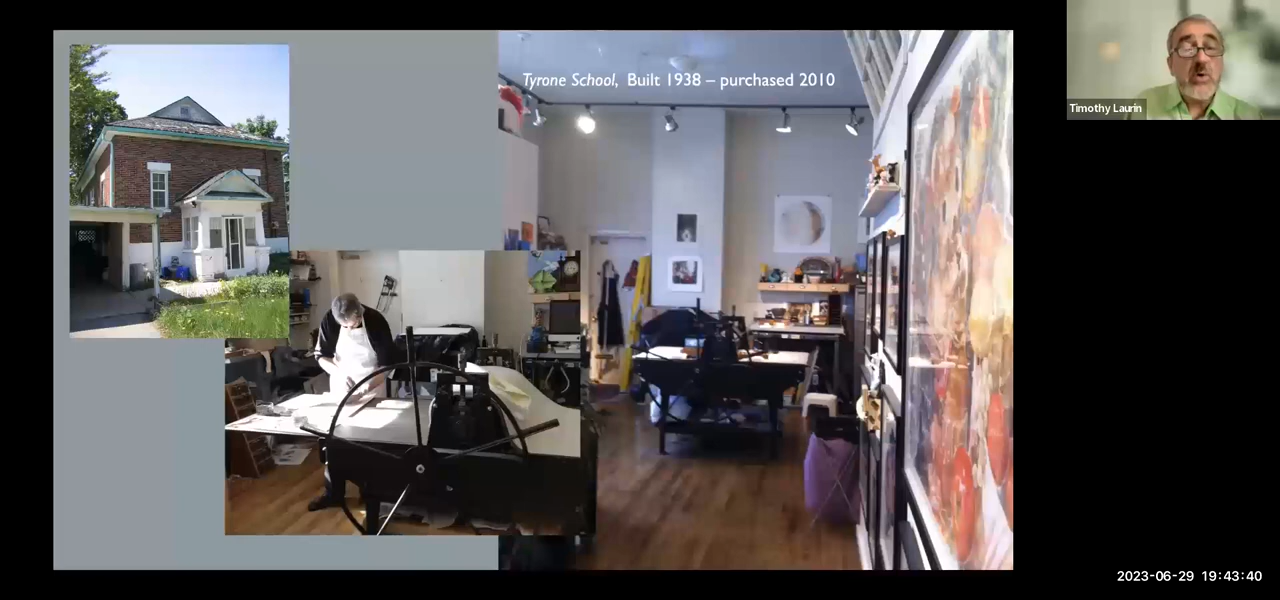 Tyrone School, Built 1938 – purchased 2010
Timothy Laurin
2023-06-29 19:43:40